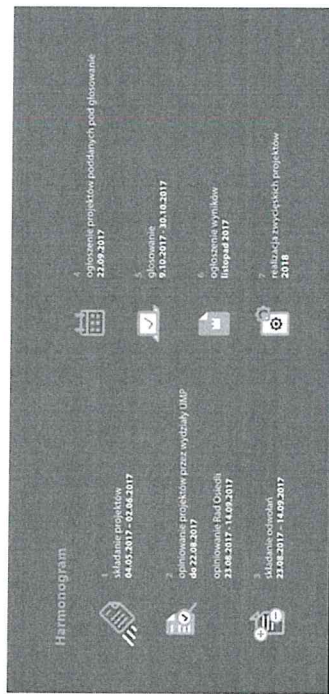 Harmonogram
1
składanie projektów
04.05.2017 - 02.06.2017
2
opiniowanie projektów przez wydziały UMP
do 22.08.2017
opiniowanie Rad Osiedli
23.08.2017 - 14.09.2017
3
składanie odwołań
23.08.2017 - 14.09.2017
4
ogłoszenie projektów poddanych pod głosowanie
22.09.2017
5
głosowanie
9.10.2017 - 30.10.2017
6
ogłoszenie wyników
listopad 2017
7
realizacja zwycięskich projektów
2018